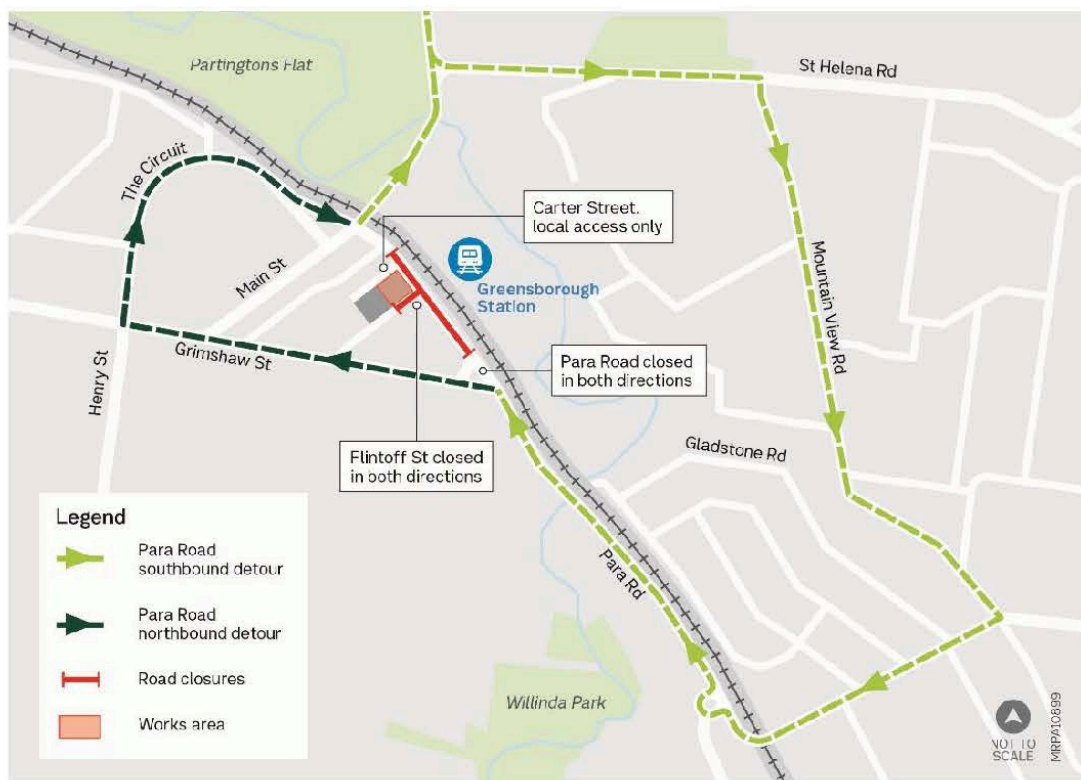 Partingtons Flat
St Helena Rd
The Circuit
Carter Street,
local access only
Main St
Greensborough
Station
Mountain View Rd
Grimshaw St
Henry St
Para Road closed
in both directions
Flintoff St closed
in both directions
Gladstone Rd
Para Rd
Willinda Park
Legend
Para Road
southbound detour
Para Road
northbound detour
Road closures
Works area
NOT TO
SCALE
MRPA10899